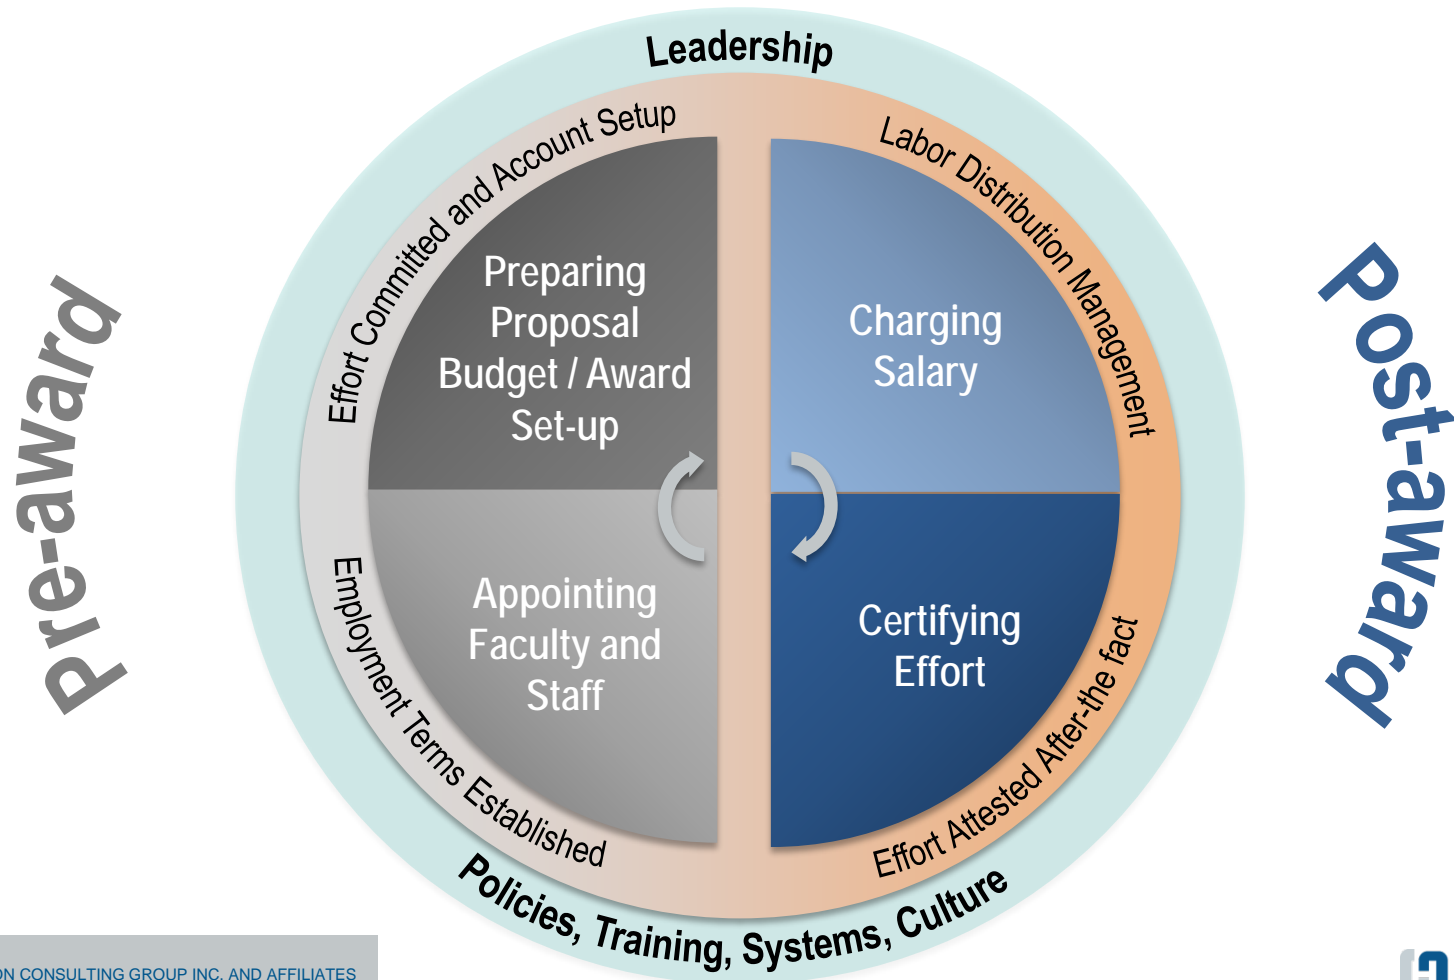 Leadership
Effort Committed and Account Setup
Labor Distribution Management
Pre-award
Preparing
Proposal
Budget / Award
Set-up
Charging
Salary
Post-award
Appointing
Faculty and
Staff
Certifying
Effort
Employment Terms Established
Effort Attested After-the fact
Policies, Training, Systems, Culture
CONSULTING GROUP INC. AND AFFILIATES